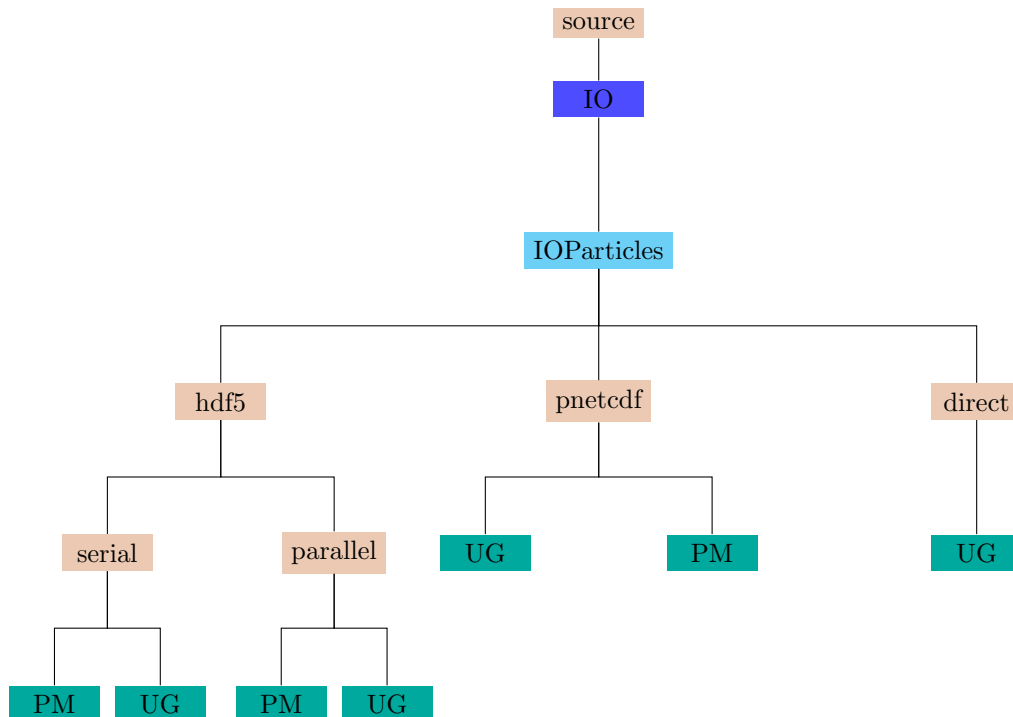 source
IO
IOParticles
hdf5
pnetcdf
direct
serial
parallel
UG
PM
UG
PM
UG
PM
UG